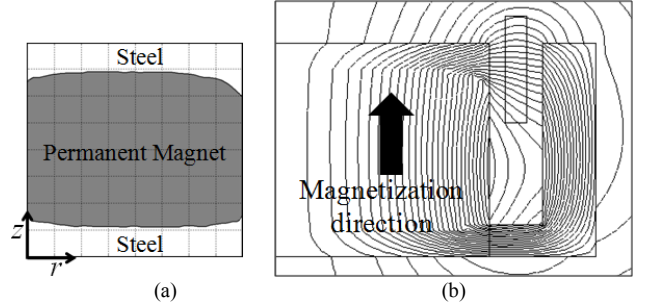 Steel
Permanent Magnet
Steel
z
r
(a)
Magnetization
direction
(b)